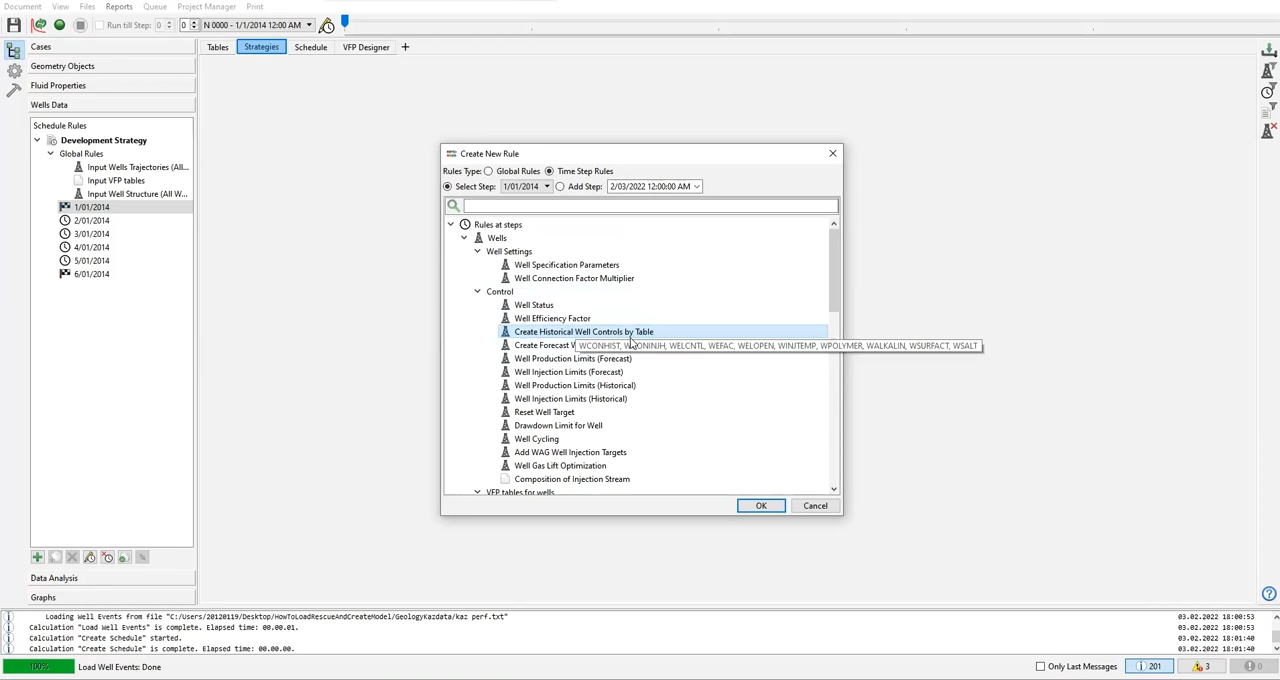 Document View Files Reports Queue Project Manager Print
Run till Step: 0 0 N 0000 - 1/1/2014 12:00 AM
Cases
Geometry Objects
Fluid Properties
Wells Data
Schedule Rules
Development Strategy
Global Rules
Input Wells Trajectories (All...
Input VFP tables
Input Well Structure (All W...
1/01/2014
2/01/2014
3/01/2014
4/01/2014
5/01/2014
6/01/2014
Data Analysis
Graphs
Tables Strategies Schedule VFP Designer +
Create New Rule
Rules Type: Global Rules Time Step Rules
Select Step: 1/01/2014 Add Step: 2/03/2022 12:00:00 AM
Rules at steps
Wells
Well Settings
Well Specification Parameters
Well Connection Factor Multiplier
Control
Well Status
Well Efficiency Factor
Create Historical Well Controls by Table
Create Forecast W
WCONHIST, WCONINJH, WELCNTL, WEFAC, WELOPEN, WINJTEMP, WPOLYMER, WALKALIN, WSURFACT, WSALT
Well Production Limits (Forecast)
Well Injection Limits (Forecast)
Well Production Limits (Historical)
Well Injection Limits (Historical)
Reset Well Target
Drawdown Limit for Well
Well Cycling
Add WAG Well Injection Targets
Well Gas Lift Optimization
Composition of Injection Stream
VFP tables for wells
OK Cancel
Loading Well Events from file "C:/Users/20120119/Desktop/HowToLoadRescueAndCreateModel/GeologyKazdata/kaz perf.txt" 03.02.2022 18:00:53
Calculation "Load Well Events" is complete. Elapsed time: 00.00.01. 03.02.2022 18:00:53
Calculation "Create Schedule" started. 03.02.2022 18:01:40
Calculation "Create Schedule" is complete. Elapsed time: 00.00.00. 03.02.2022 18:01:40
100% Load Well Events: Done Only Last Messages 201 3 0